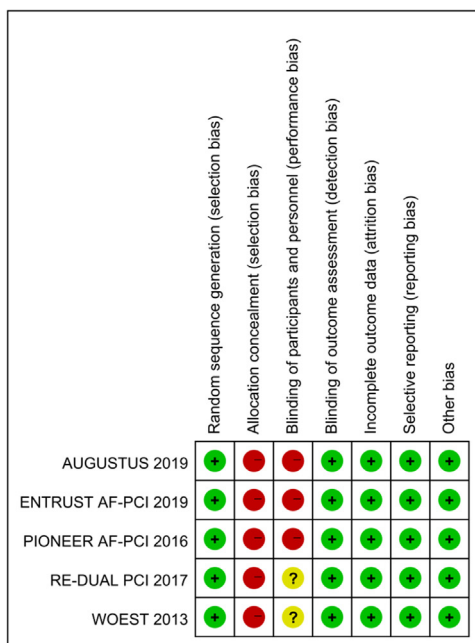 Random sequence generation (selection bias)
Allocation concealment (selection bias)
Blinding of participants and personnel (performance bias)
Blinding of outcome assessment (detection bias)
Incomplete outcome data (attrition bias)
Selective reporting (reporting bias)
Other bias
AUGUSTUS 2019 + - - + + + +
ENTRUST AF-PCI 2019 + - - + + + +
PIONEER AF-PCI 2016 + - - + + + +
RE-DUAL PCI 2017 + - ? + + + +
WOEST 2013 + - ? + + + +